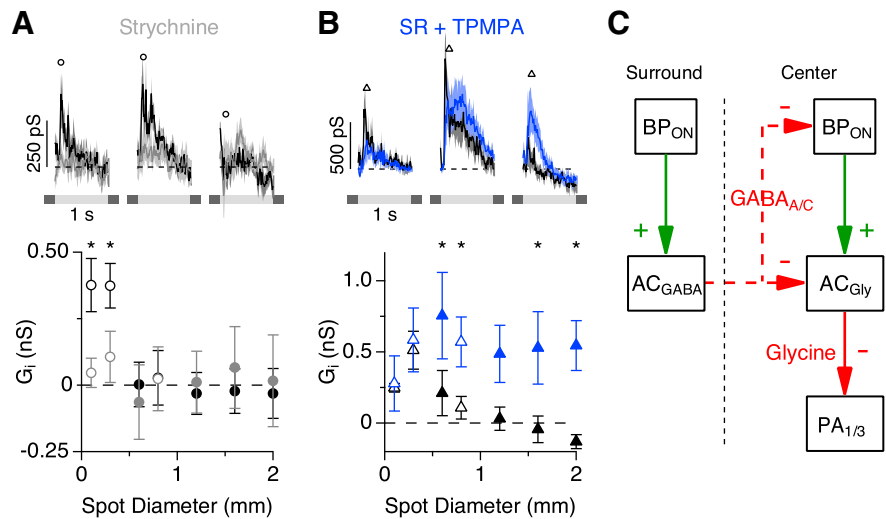 A
Strychnine
250 pS
1 s
* *
0.50
0
-0.25
Gi (nS)
0 1 2
Spot Diameter (mm)
B
SR + TPMPA
500 pS
1 s
* * * *
1.0
0.5
0
Gi (nS)
0 1 2
Spot Diameter (mm)
C
Surround Center
BPON BPON
-
GABAA/C
+ - +
ACGABA ACGly
Glycine -
PA1/3